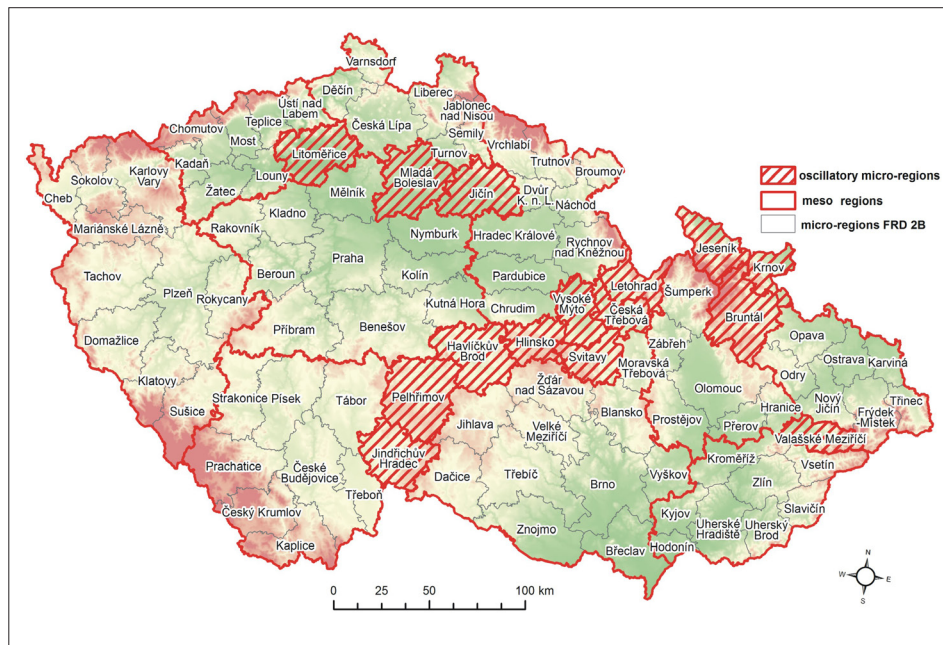 Varnsdorf
Děčín
Liberec
Ústí nad
Labem
Jablonec
nad Nisou
Teplice
Česká Lípa
Chomutov
Most
Semily
Vrchlabí
Litoměřice
Turnov
Trutnov
Karlovy
Vary
Kadaň
Mladá
Boleslav
Broumov
Sokolov
Louny
Jičín
Dvůr
K. n. L.
Cheb
Žatec
Mělník
Náchod
Kladno
Mariánské Lázně
Rakovník
Nymburk
Hradec Králové
Rychnov
nad Kněžnou
Jeseník
Praha
Krnov
Tachov
Beroun
Kolín
Pardubice
Letohrad
Šumperk
Plzeň
Rokycany
Kutná Hora
Chrudim
Vysoké
Mýto
Česká
Třebová
Bruntál
Příbram
Benešov
Opava
Domažlice
Havlíčkův
Brod
Hlinsko
Svitavy
Zábřeh
Ostrava
Karviná
Moravská
Třebová
Odry
Klatovy
Žďár
nad Sázavou
Olomouc
Strakonice
Písek
Tábor
Pelhřimov
Nový
Jičín
Třinec
Sušice
Blansko
Hranice
Frýdek
-Místek
Jihlava
Velké
Meziříčí
Prostějov
Přerov
Valašské Meziříčí
Jindřichův
Hradec
Prachatice
České
Budějovice
Dačice
Třebíč
Vyškov
Kroměříž
Vsetín
Brno
Zlín
Třeboň
Slavičín
Český Krumlov
Kyjov
Uherské
Hradiště
Uherský
Brod
Znojmo
Kaplice
Břeclav
Hodonín
oscillatory micro-regions
meso regions
micro-regions FRD 2B
N
W
E
S
0 25 50 100 km